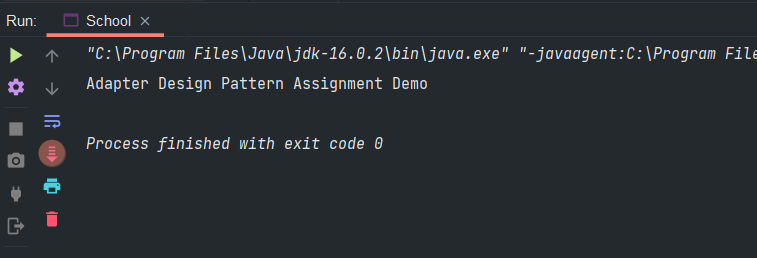 Run: School
"C:\Program Files\Java\jdk-16.0.2\bin\java.exe" "-javaagent:C:\Program File
Adapter Design Pattern Assignment Demo
Process finished with exit code 0